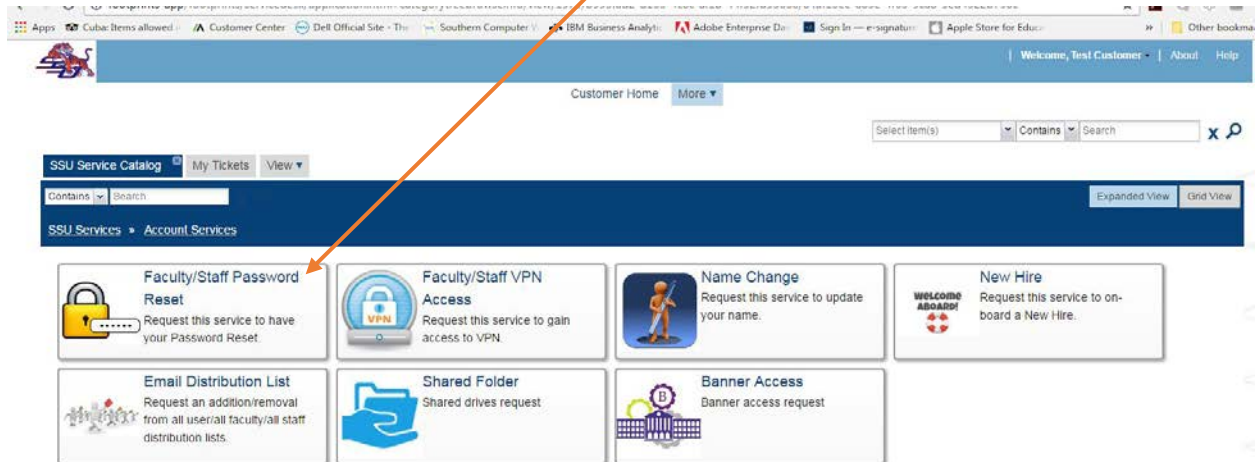 Apps Cuba: Items allowed Customer Center Dell Official Site - The Southern Computer IBM Business Analytic Adobe Enterprise Da Sign In — e-signature Apple Store for Educa » Other bookma
| Welcome, Test Customer | About Help
Customer Home More
Select item(s) Contains Search X
SSU Service Catalog My Tickets View
Contains Search Expanded View Grid View
SSU Services » Account Services
Faculty/Staff Password Reset
Request this service to have
your Password Reset.
VPN
Faculty/Staff VPN
Access
Request this service to gain
access to VPN.
Name Change
Request this service to update
your name.
WELCOME
ABOARD!
New Hire
Request this service to on-
board a New Hire.
Email Distribution List
Request an addition/removal
from all user/all faculty/all staff
distribution lists.
Shared Folder
Shared drives request
B
Banner Access
Banner access request